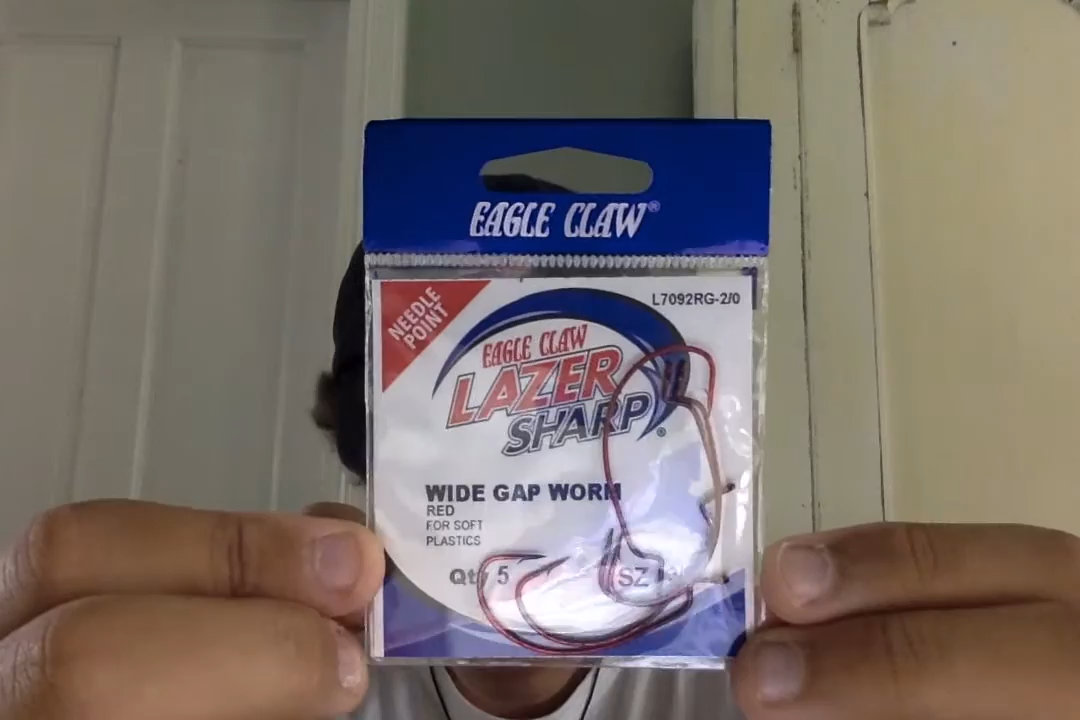 EAGLE CLAW®
L7092RG-2/0
NEEDLE
POINT
EAGLE CLAW
LAZER
SHARP®
WIDE GAP WORM
RED
FOR SOFT
PLASTICS
Qty 5
SZ